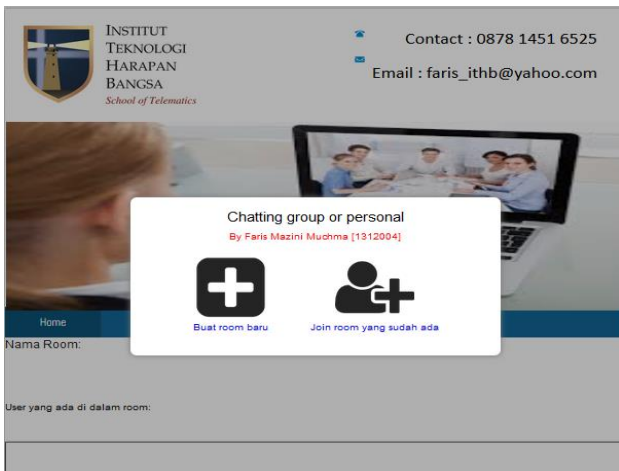 INSTITUT
TEKNOLOGI
HARAPAN
BANGSA
School of Telematics
Contact : 0878 1451 6525
Email : faris_ithb@yahoo.com
Chatting group or personal
By Faris Mazini Muchma [1312004]
Buat room baru
Join room yang sudah ada
Home
Nama Room:
User yang ada di dalam room: